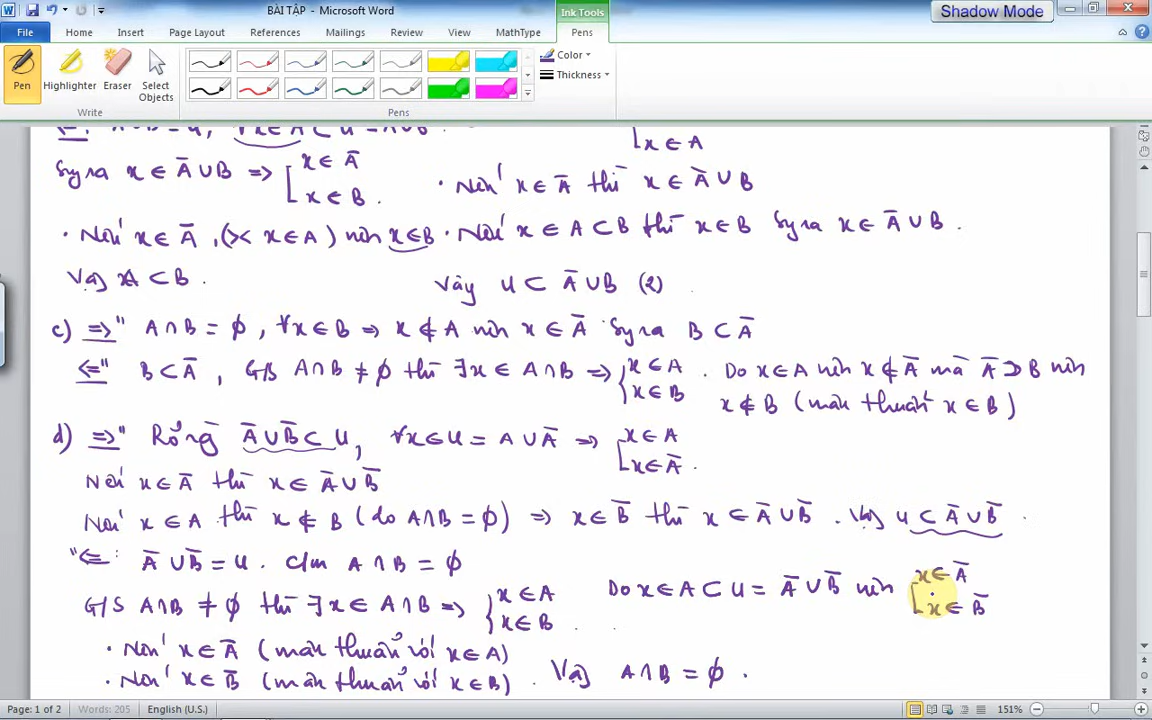 BÀI TẬP - Microsoft Word
Ink Tools
Shadow Mode
File Home Insert Page Layout References Mailings Review View MathType Pens
Pen Highlighter Eraser Select Objects
Color
Thickness
Write
Pens
"<=": A∪B = U, ∀x∈A ⊂ U = A̅∪B.
[x∈A
Suy ra x∈ A̅∪B => [x∈ A̅
x∈B.
· Nếu x∈A̅ thì x∈A̅∪B
· Nếu x∈A̅, (>< x∈A) nên x∈B · Nếu x∈A⊂B thì x∈B Suy ra x∈A̅∪B.
Vậy A⊂B.
Vậy U ⊂ A̅∪B (2)
c) =>" A∩B = ϕ, ∀x∈B => x∉A nên x∈A̅ Suy ra B⊂A̅
<=" B⊂A̅, G/S A∩B ≠ ϕ thì ∃x∈A∩B => {x∈A
x∈B
. Do x∈A nên x∉A̅ mà A̅⊃B nên
x∉B (mâu thuẫn x∈B)
d) =>" Rõ ràng A̅∪B̅⊂U, ∀x∈U = A∪A̅ => [x∈A
x∈A̅.
Nếu x∈A̅ thì x∈A̅∪B̅
Nếu x∈A thì x∉B (do A∩B=ϕ) => x∈B̅ thì x∈A̅∪B̅. Vậy U⊂A̅∪B̅.
"<=: A̅∪B̅ = U. C/m A∩B = ϕ
G/S A∩B ≠ ϕ thì ∃x∈A∩B => {x∈A
x∈B.
Do x∈A⊂U = A̅∪B̅ nên [x∈A̅
x∈B̅
· Nếu x∈A̅ (mâu thuẫn với x∈A)
· Nếu x∈B̅ (mâu thuẫn với x∈B). Vậy A∩B = ϕ.
Page: 1 of 2 Words: 205 English (U.S.) 151%